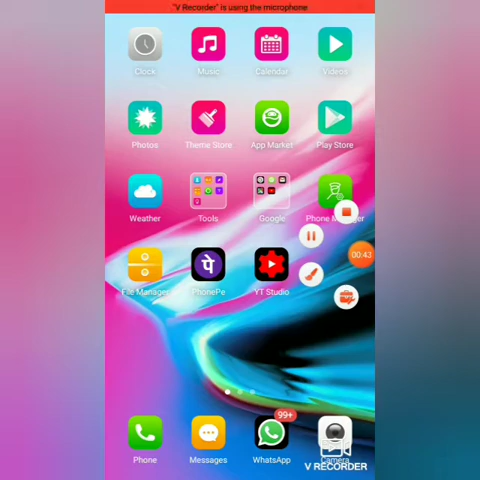 "V Recorder" is using the microphone
Clock Music Calendar Videos
Photos Theme Store App Market Play Store
Weather Tools Google Phone Manager
00:43
File Manager PhonePe YT Studio
पे
99+
Phone Messages WhatsApp Camera
V RECORDER